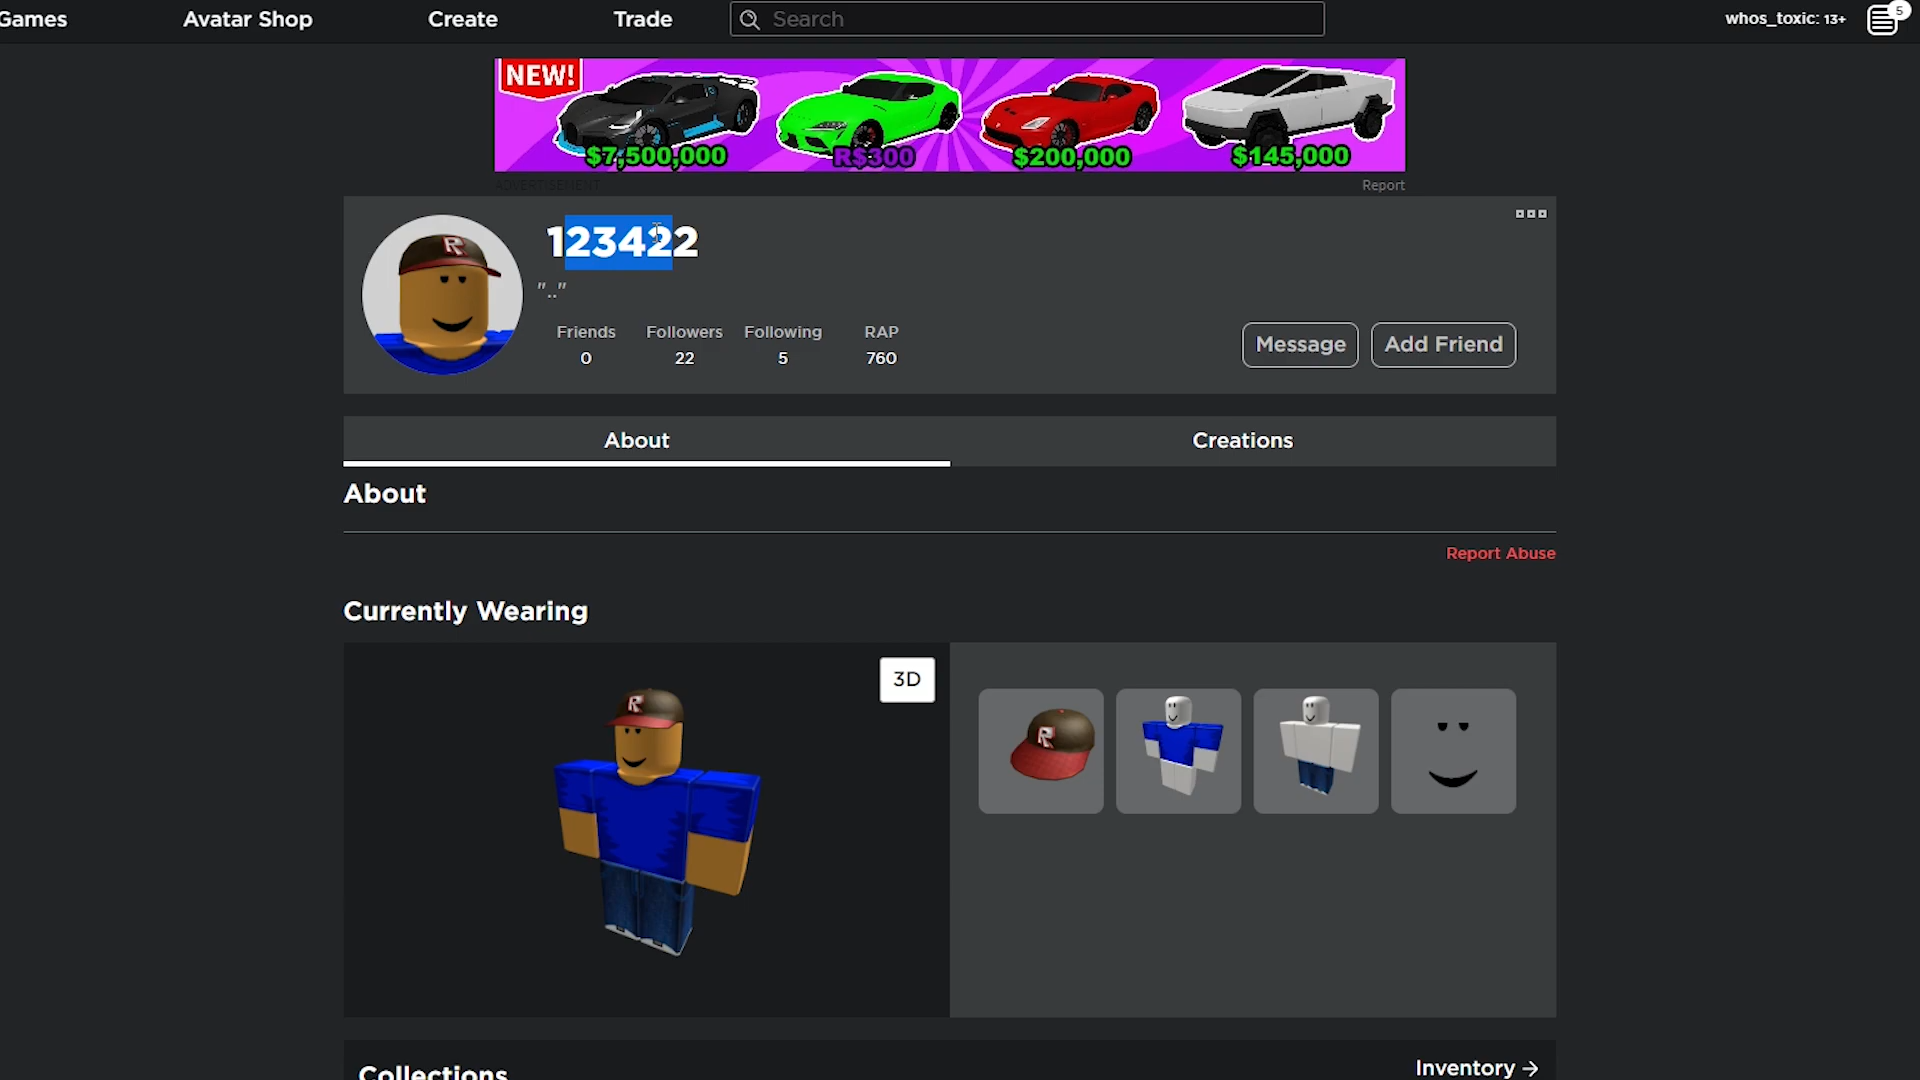 Games Avatar Shop Create Trade Search whos_toxic: 13+ 5
NEW!
$7,500,000 R$300 $200,000 $145,000
ADVERTISEMENT Report
123422
".."
Friends Followers Following RAP
0 22 5 760
Message Add Friend
About Creations
About
Report Abuse
Currently Wearing
3D
Collections Inventory →